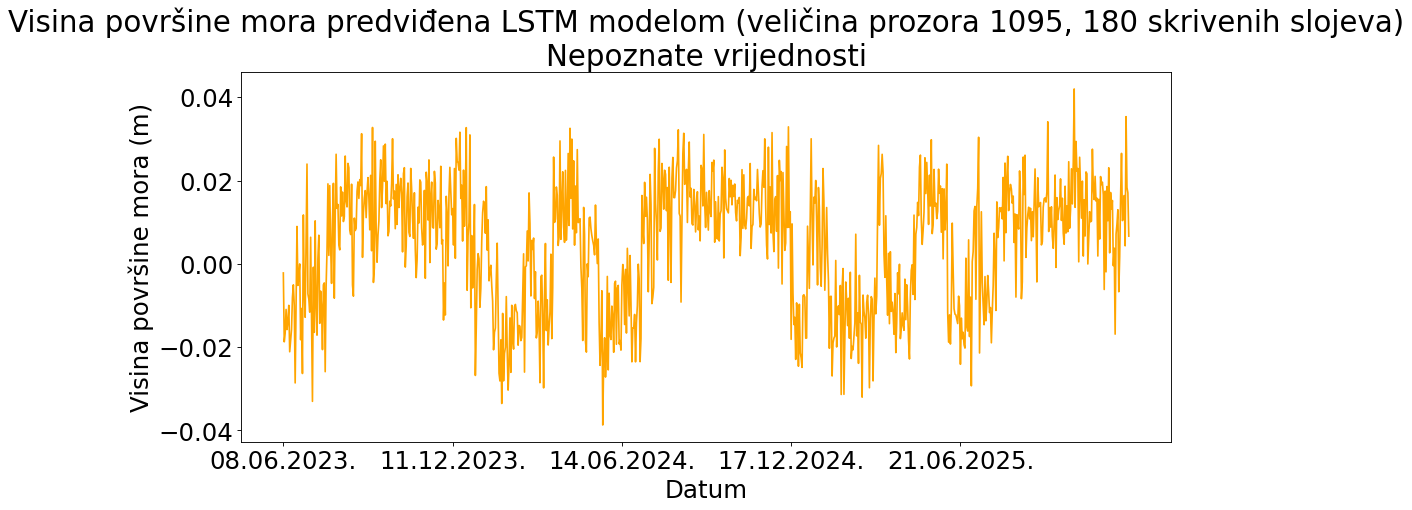 Visina površine mora predviđena LSTM modelom (veličina prozora 1095, 180 skrivenih slojeva)
Nepoznate vrijednosti
Visina površine mora (m)
0.04
0.02
0.00
−0.02
−0.04
08.06.2023. 11.12.2023. 14.06.2024. 17.12.2024. 21.06.2025.
Datum